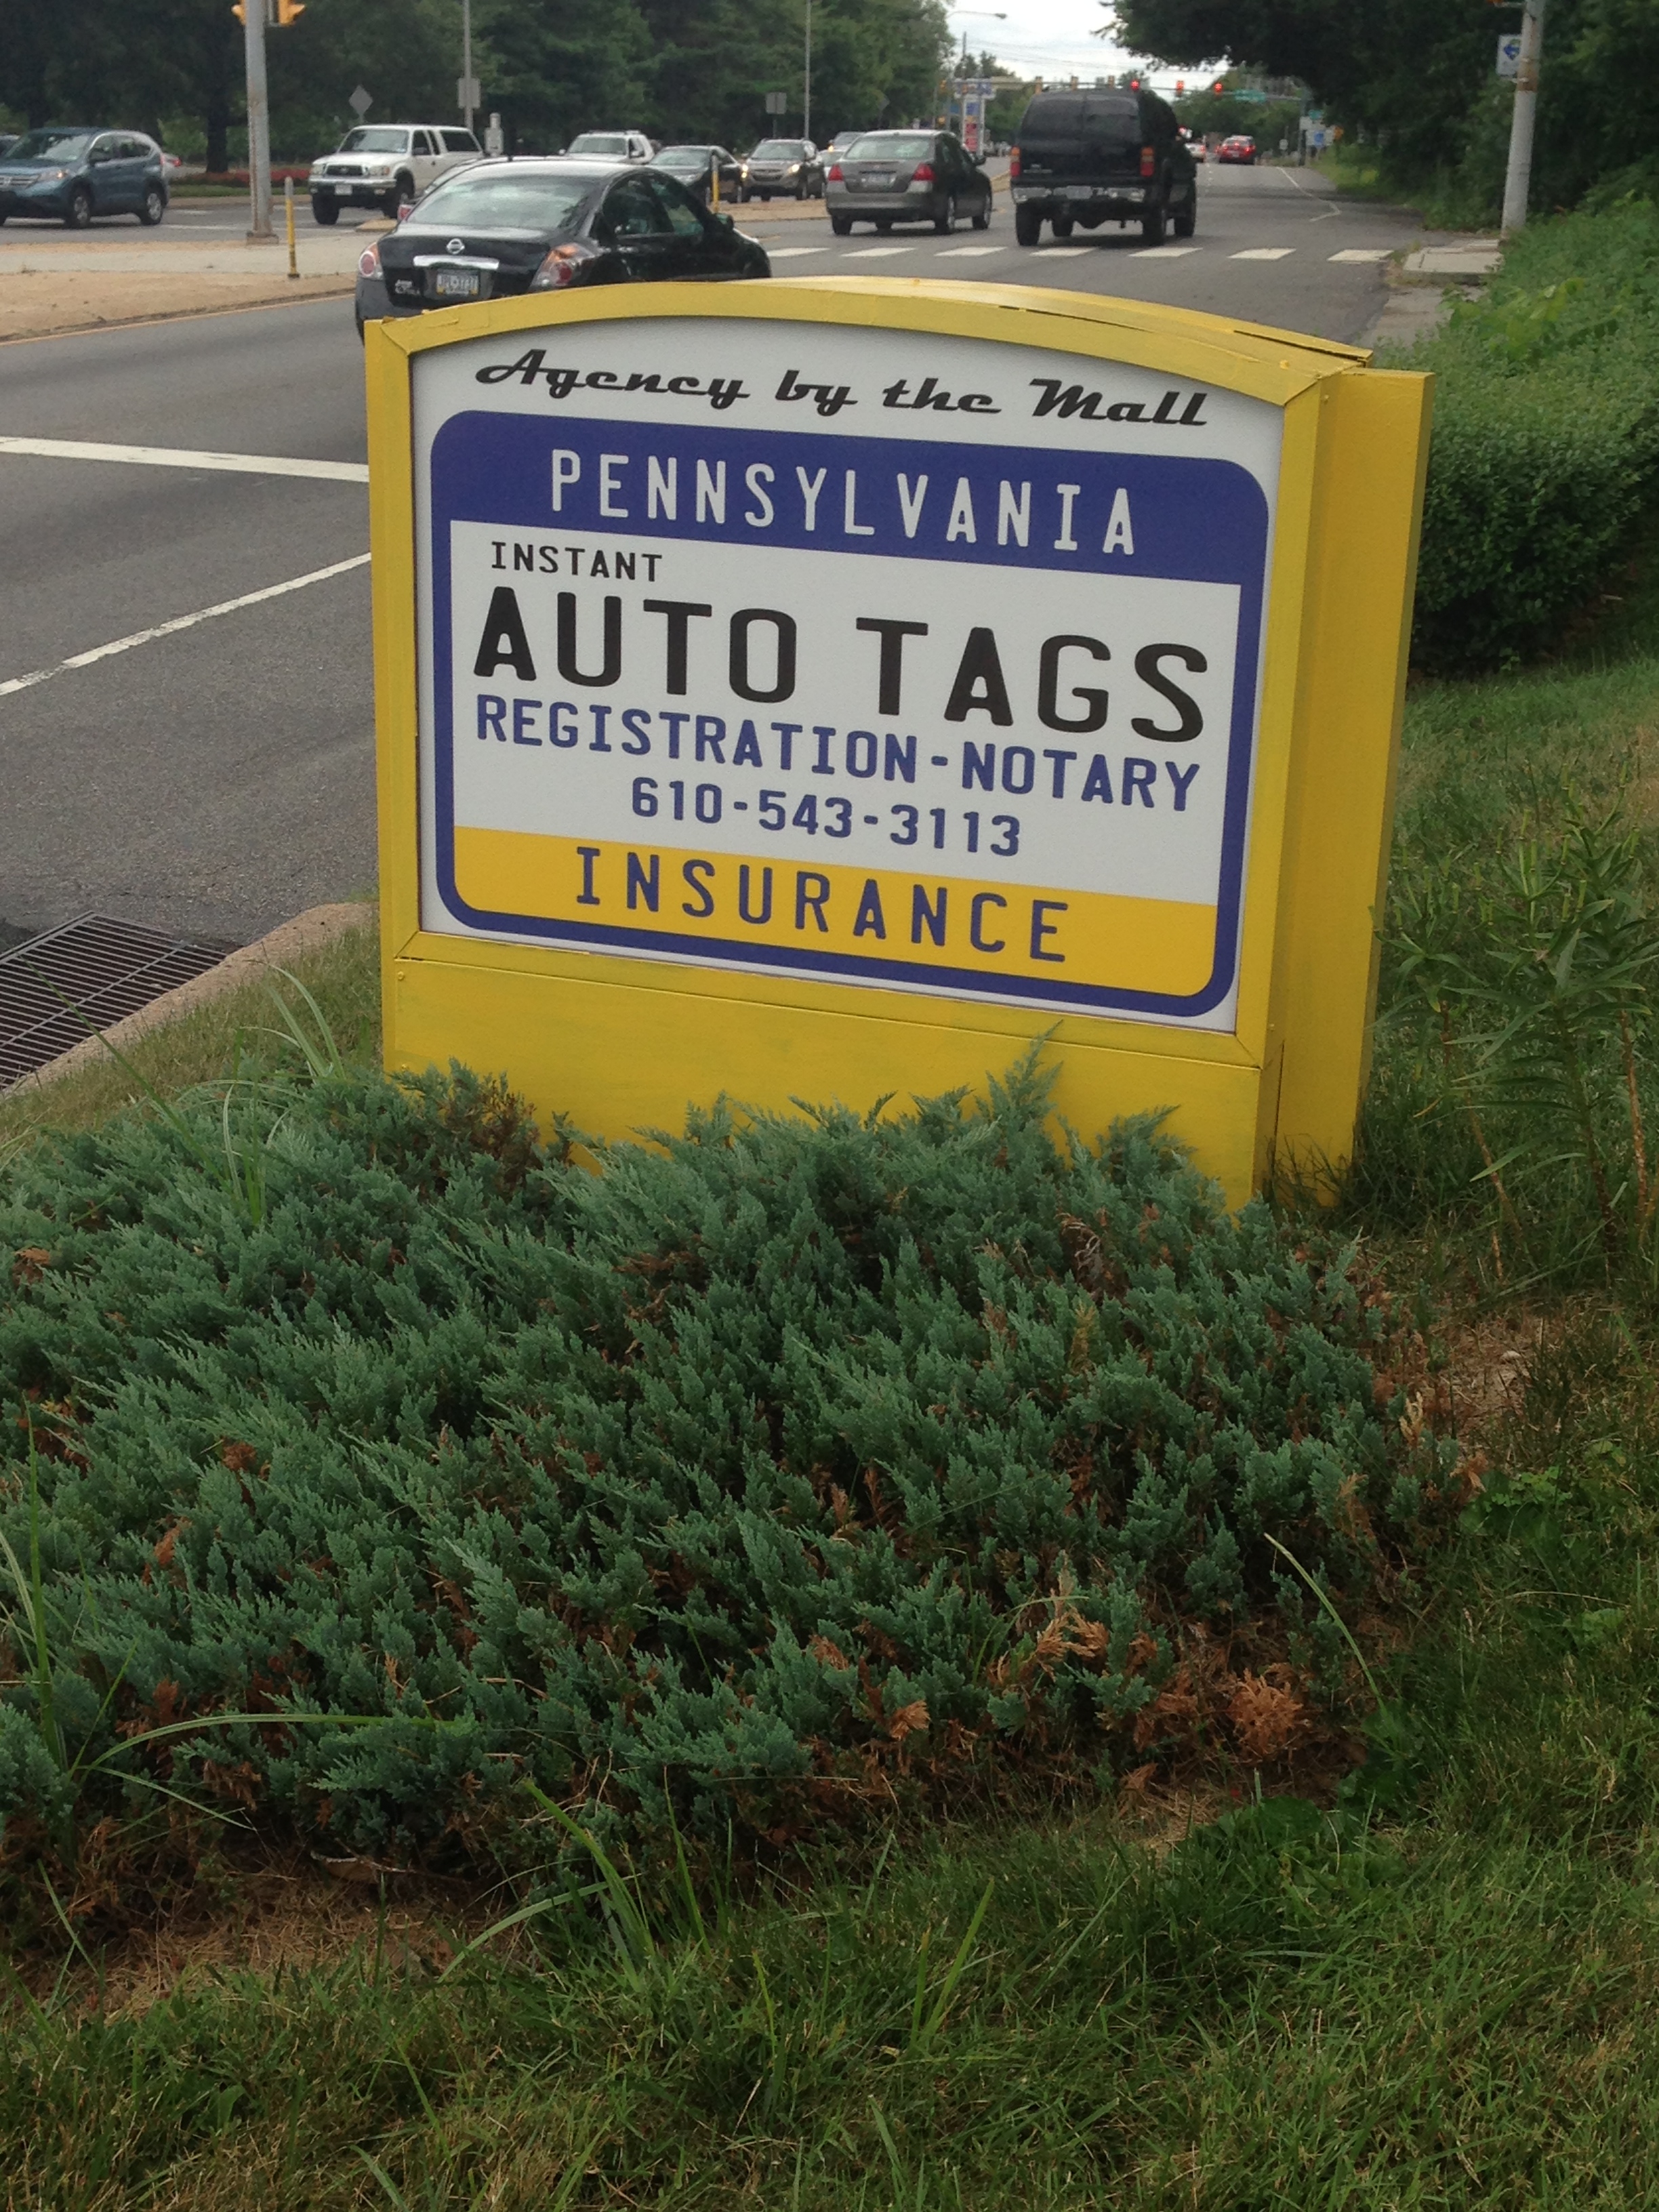 Agency by the Mall
PENNSYLVANIA
INSTANT
AUTO TAGS
REGISTRATION-NOTARY
610-543-3113
INSURANCE